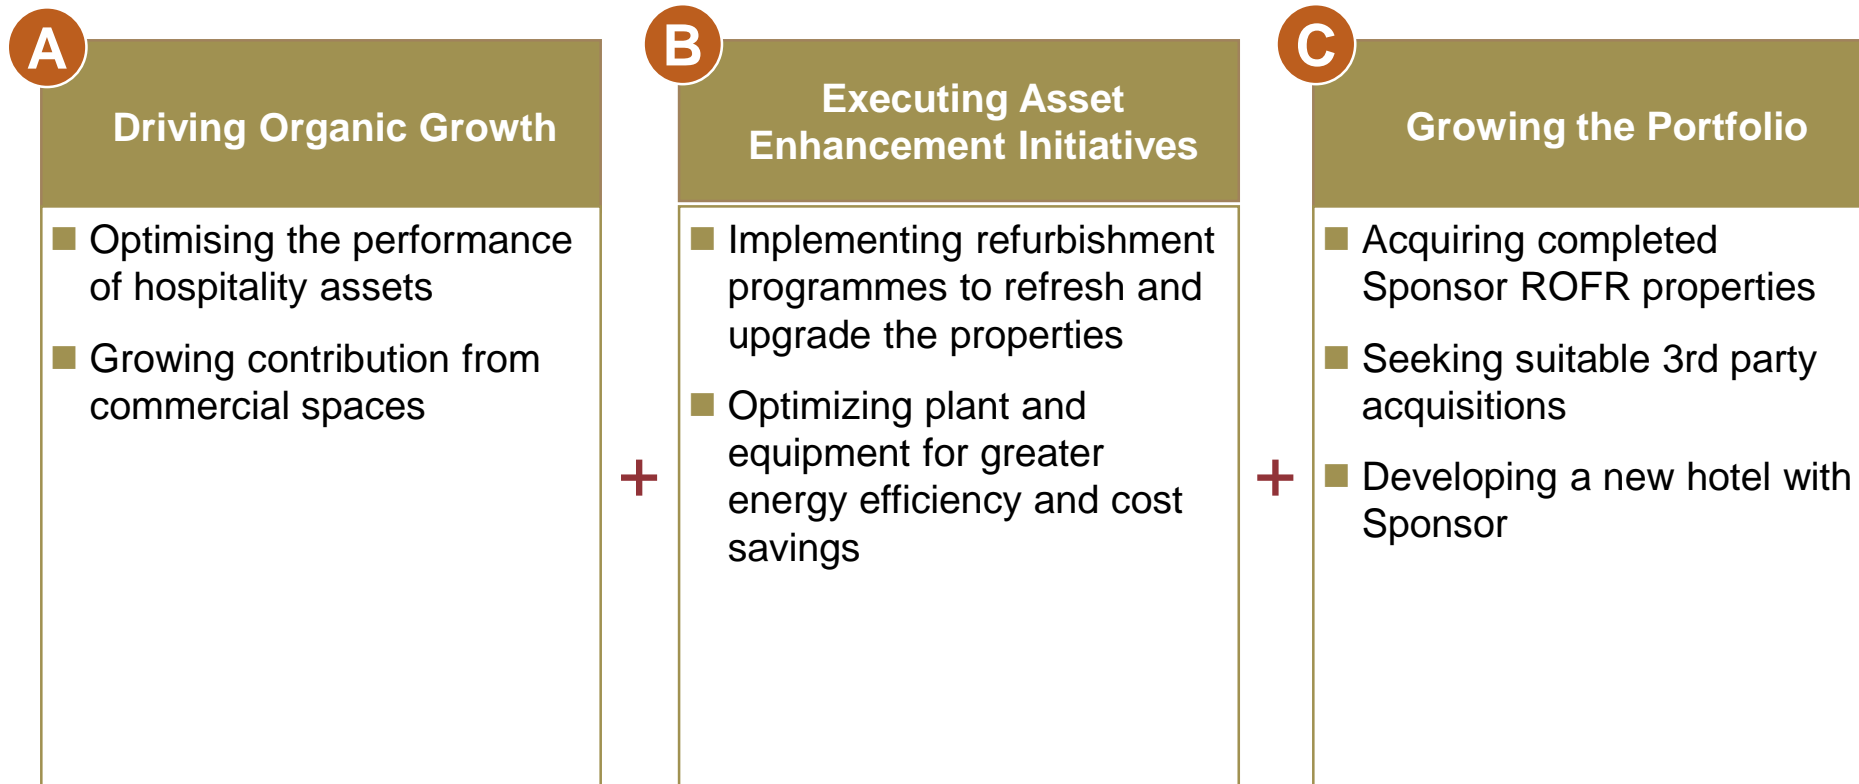 A
Driving Organic Growth
■ Optimising the performance
of hospitality assets
■ Growing contribution from
commercial spaces
+
B
Executing Asset
Enhancement Initiatives
■ Implementing refurbishment
programmes to refresh and
upgrade the properties
■ Optimizing plant and
equipment for greater
energy efficiency and cost
savings
+
C
Growing the Portfolio
■ Acquiring completed
Sponsor ROFR properties
■ Seeking suitable 3rd party
acquisitions
■ Developing a new hotel with
Sponsor